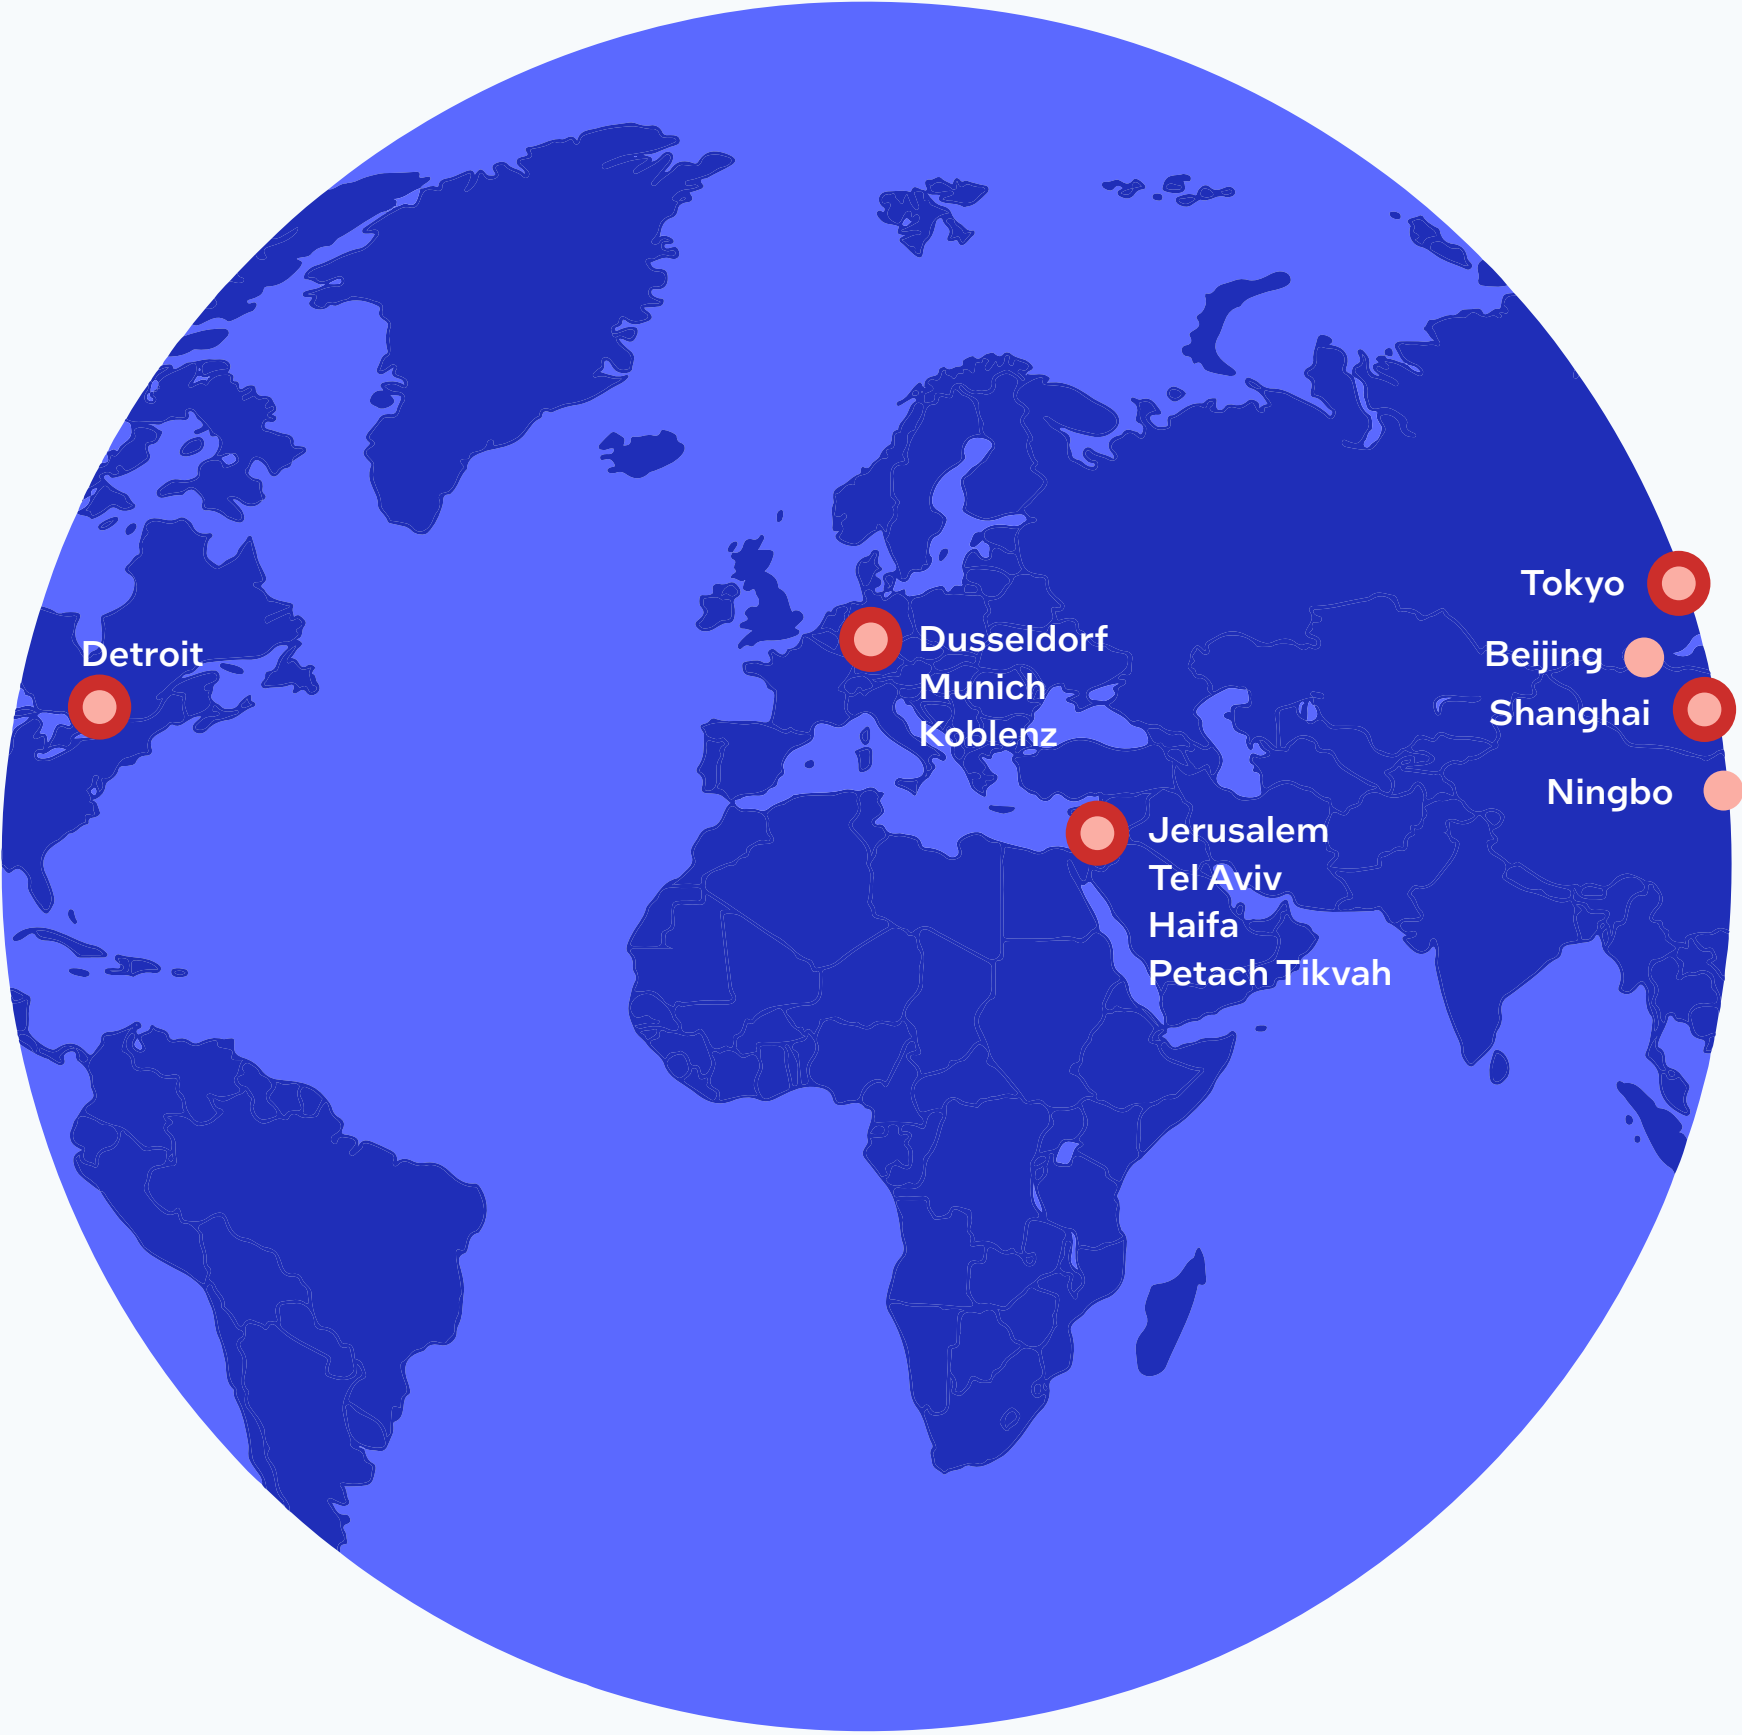 Tokyo
Dusseldorf
Munich
Koblenz
Detroit
Beijing
Shanghai
Ningbo
Jerusalem
Tel Aviv
Haifa
Petach Tikvah